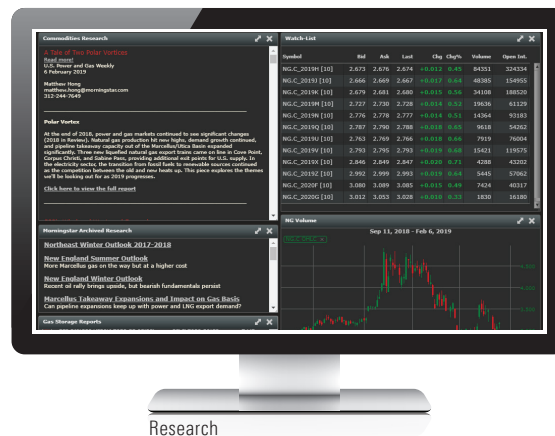 Commodities Research
A Tale of Two Polar Vortices
Read more!
U.S. Power and Gas Weekly
6 February 2019
Matthew Hong
matthew.hong@morningstar.com
312-244-7649
Polar Vortex
At the end of 2018, power and gas markets continued to see significant changes
(2018 in Review). Natural gas production hit new highs, demand growth continued,
and pipeline takeaway capacity out of the Marcellus/Utica Basin expanded
significantly. Three new liquefied natural gas export trains came on line in Cove Point,
Corpus Christi, and Sabine Pass, providing additional exit points for U.S. supply. In
the electricity sector, the transition from fossil fuels to renewable sources continued
as the competition between the old and new heats up. This piece explores the themes
we'll be looking for as 2019 progresses.
Click here to view the full report
Morningstar Archived Research
Northeast Winter Outlook 2017-2018
New England Summer Outlook
More Marcellus gas on the way but at a higher cost
New England Winter Outlook
Recent oil rally brings upside, but bearish fundamentals persist
Marcellus Takeaway Expansions and Impact on Gas Basis
Can pipeline expansions keep up with power and LNG export demand?
Gas Storage Reports
Watch-List
Symbol Bid Ask Last Chg Chg% Volume Open Int.
NG.C_2019H [10] 2.673 2.676 2.674 +0.012 0.45 84351 324334
NG.C_2019J [10] 2.666 2.669 2.667 +0.017 0.64 48385 154955
NG.C_2019K [10] 2.679 2.681 2.680 +0.015 0.56 34108 188520
NG.C_2019M [10] 2.727 2.730 2.728 +0.014 0.52 19636 61129
NG.C_2019N [10] 2.776 2.778 2.777 +0.014 0.51 14364 93183
NG.C_2019Q [10] 2.787 2.790 2.788 +0.018 0.65 9618 54262
NG.C_2019U [10] 2.763 2.769 2.766 +0.018 0.66 7919 76004
NG.C_2019V [10] 2.793 2.795 2.793 +0.019 0.68 15421 119575
NG.C_2019X [10] 2.846 2.849 2.847 +0.020 0.71 4288 43202
NG.C_2019Z [10] 2.992 2.999 2.993 +0.019 0.64 5445 57062
NG.C_2020F [10] 3.080 3.089 3.085 +0.015 0.49 7424 40317
NG.C_2020G [10] 3.012 3.053 3.028 +0.010 0.33 1830 16180
NG Volume
Sep 11, 2018 - Feb 6, 2019
Research